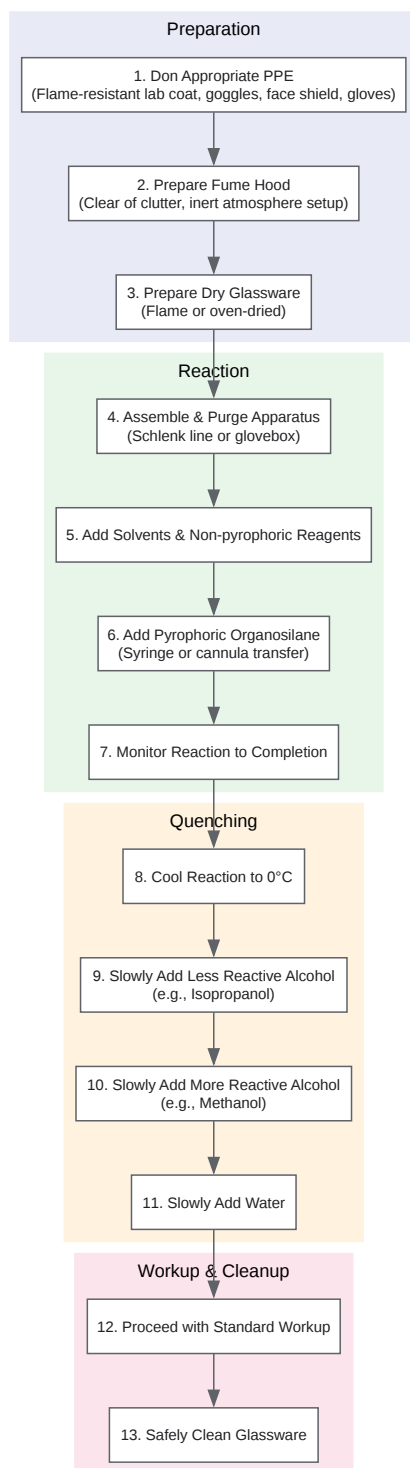 Preparation
1. Don Appropriate PPE
(Flame-resistant lab coat, goggles, face shield, gloves)
2. Prepare Fume Hood
(Clear of clutter, inert atmosphere setup)
3. Prepare Dry Glassware
(Flame or oven-dried)
Reaction
4. Assemble & Purge Apparatus
(Schlenk line or glovebox)
5. Add Solvents & Non-pyrophoric Reagents
6. Add Pyrophoric Organosilane
(Syringe or cannula transfer)
7. Monitor Reaction to Completion
Quenching
8. Cool Reaction to 0°C
9. Slowly Add Less Reactive Alcohol
(e.g., Isopropanol)
10. Slowly Add More Reactive Alcohol
(e.g., Methanol)
11. Slowly Add Water
Workup & Cleanup
12. Proceed with Standard Workup
13. Safely Clean Glassware